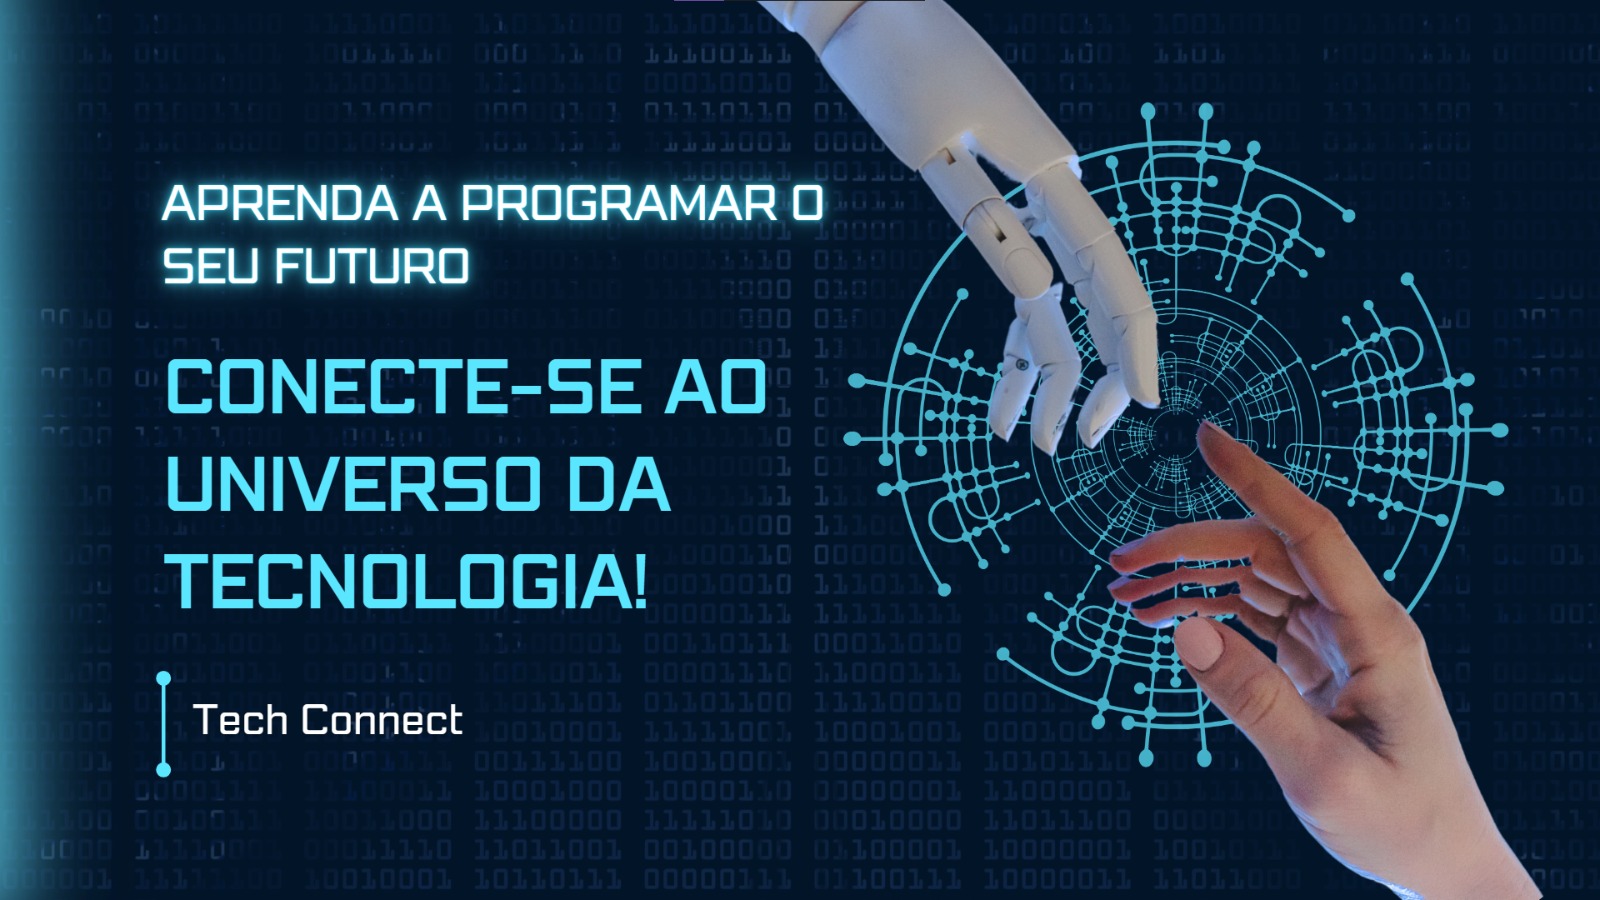 APRENDA A PROGRAMAR O
SEU FUTURO
CONECTE-SE AO
UNIVERSO DA
TECNOLOGIA!
Tech Connect